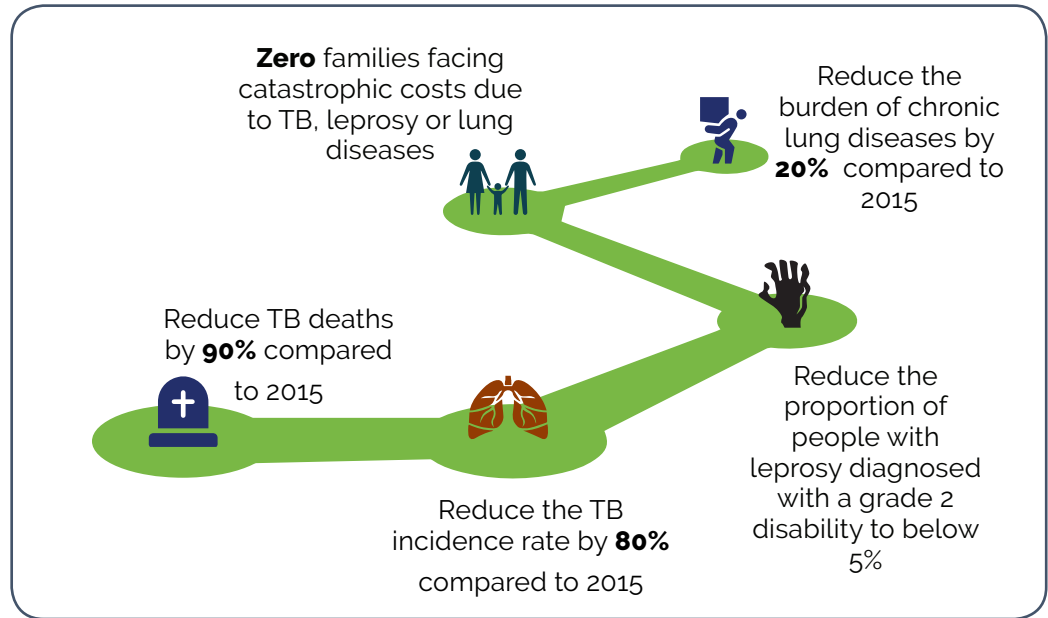 Zero families facing
catastrophic costs due
to TB, leprosy or lung
diseases
Reduce the
burden of chronic
lung diseases by
20% compared to
2015
Reduce TB deaths
by 90% compared
to 2015
Reduce the TB
incidence rate by 80%
compared to 2015
Reduce the
proportion of
people with
leprosy diagnosed
with a grade 2
disability to below
5%